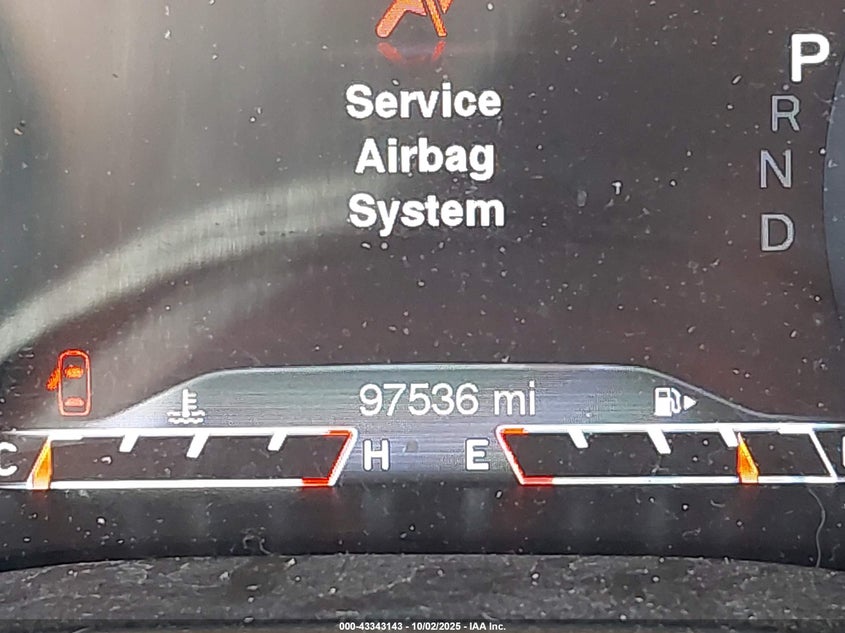 P
Service
R
Airbag
N
System
D
97536 mi
C H E
000-43343143 - 10/02/2025 - IAA Inc.